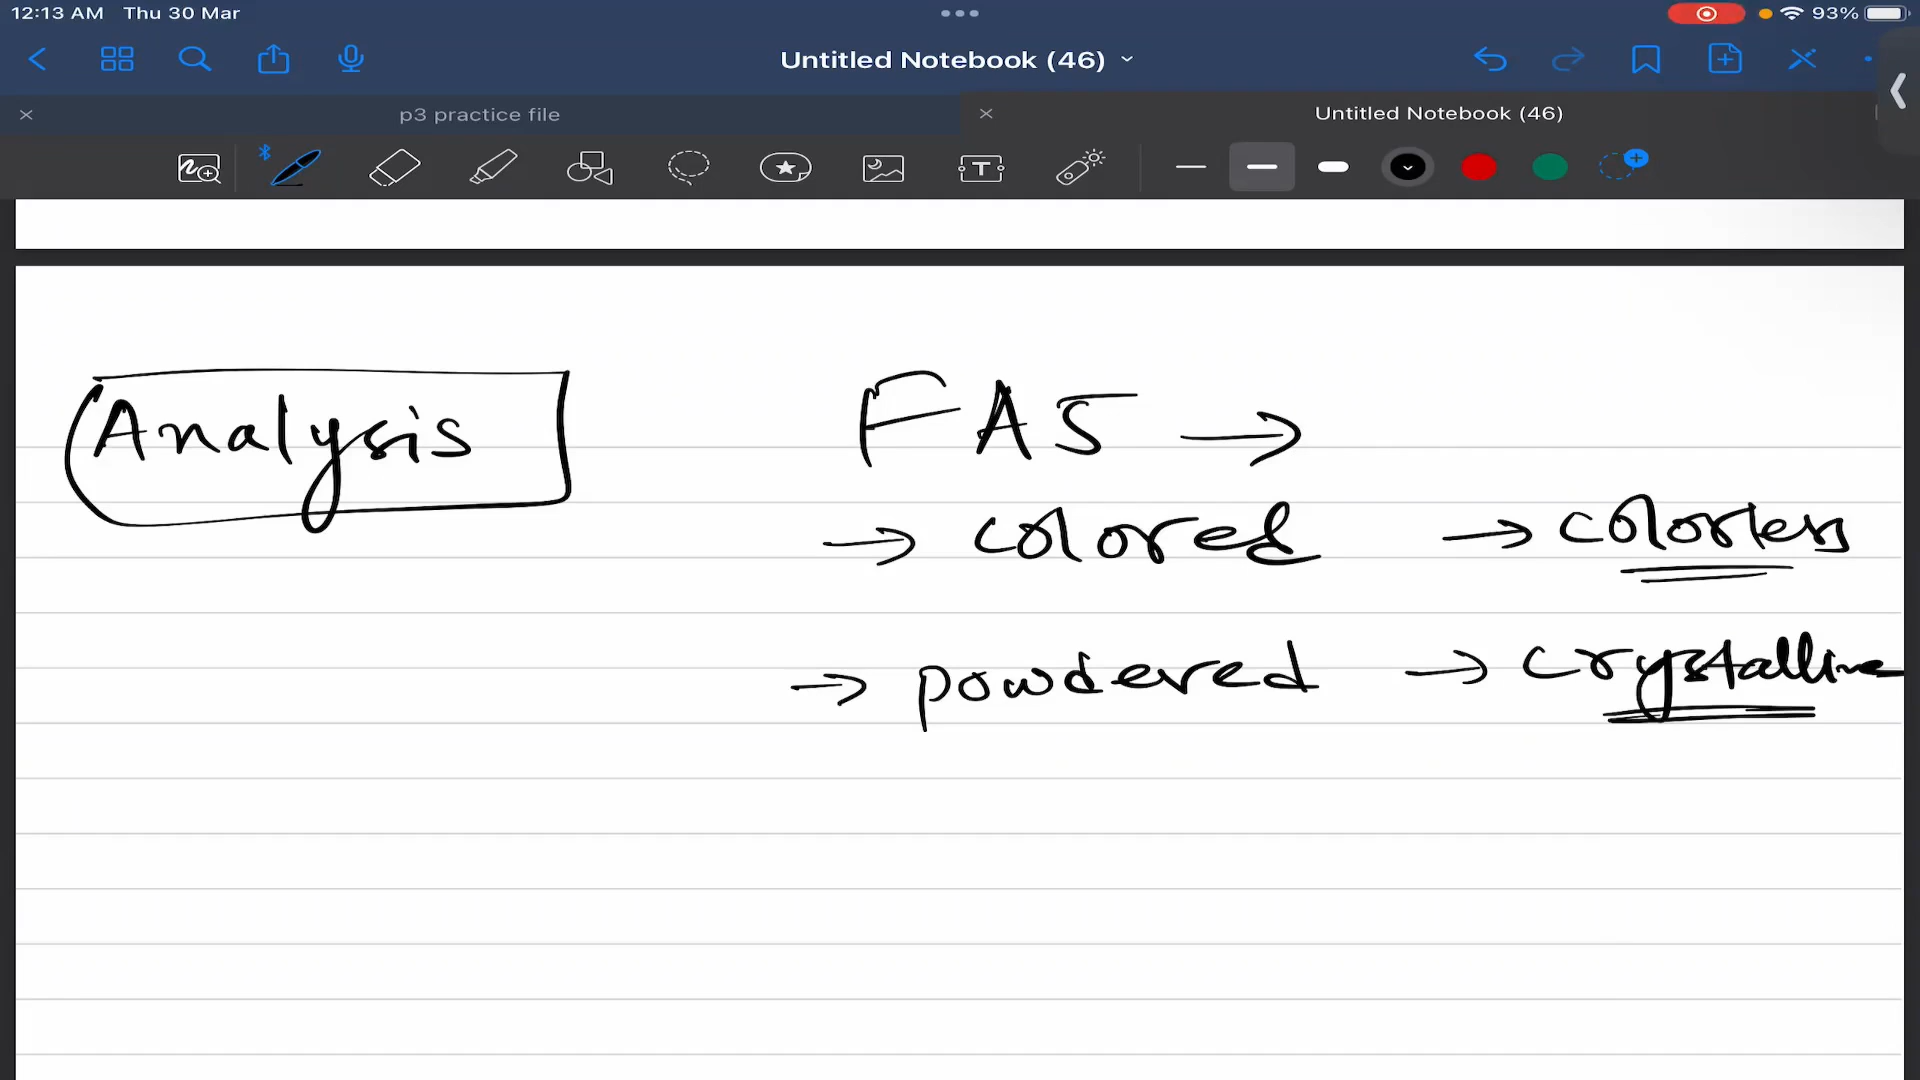 12:13 AM Thu 30 Mar
93%
Untitled Notebook (46)
p3 practice file
Untitled Notebook (46)
Analysis
FA5 →
→ colored → colorless
→ powdered → crystalline